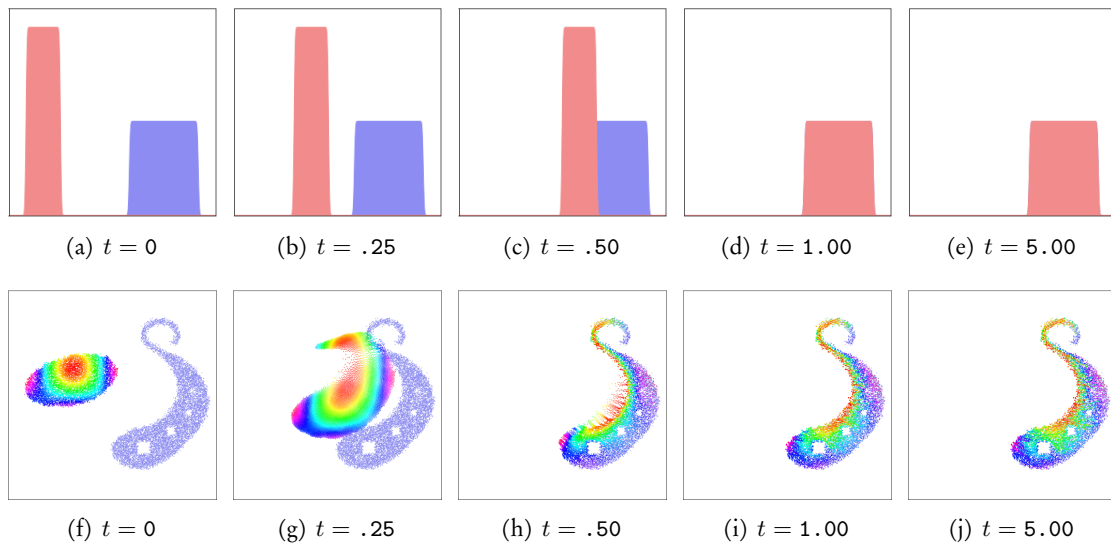 (a) t = 0 (b) t = .25 (c) t = .50 (d) t = 1.00 (e) t = 5.00
(f) t = 0 (g) t = .25 (h) t = .50 (i) t = 1.00 (j) t = 5.00